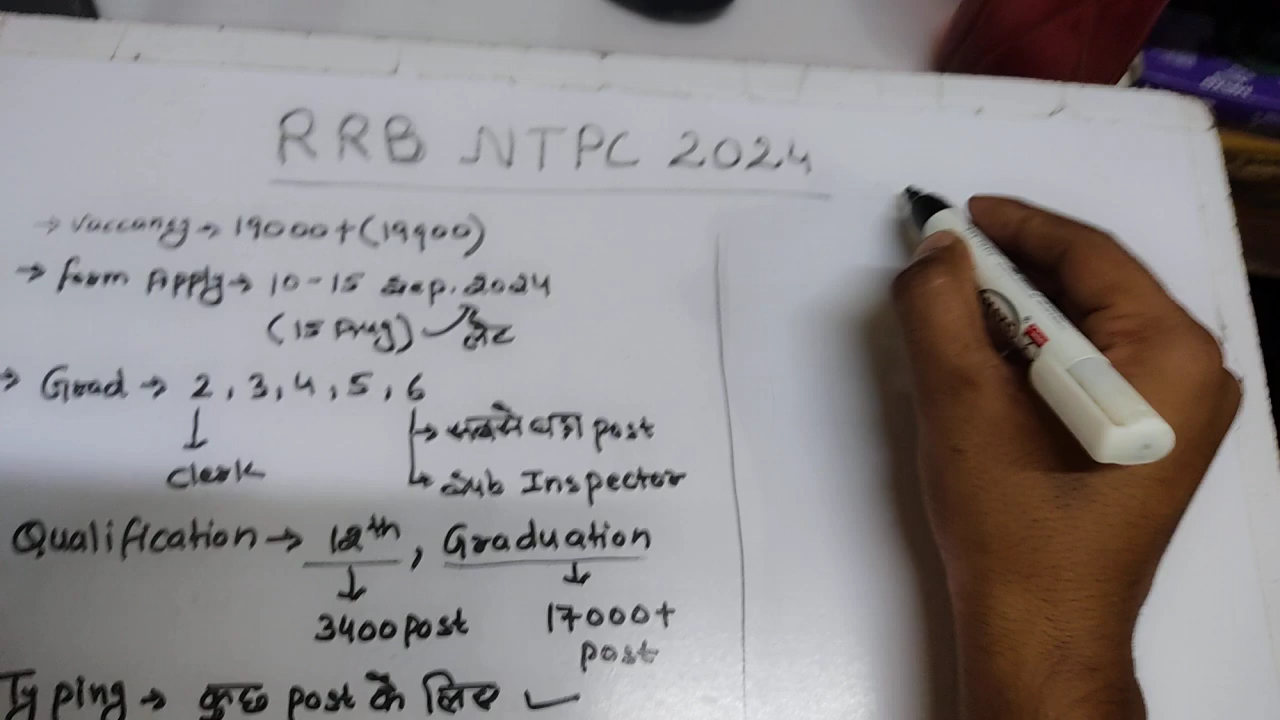 RRB NTPC 2024
→ Vaccancy → 19000+(19900)
→ form Apply → 10-15 Sep. 2024
(15 Aug) लेट
→ Grad → 2, 3, 4, 5, 6
↓
clerk
→ सबसे बड़ा post
→ Sub Inspector
Qualification → 12th, Graduation
↓ ↓
3400 post 17000+
post
Typing → कुछ post के लिए ✓